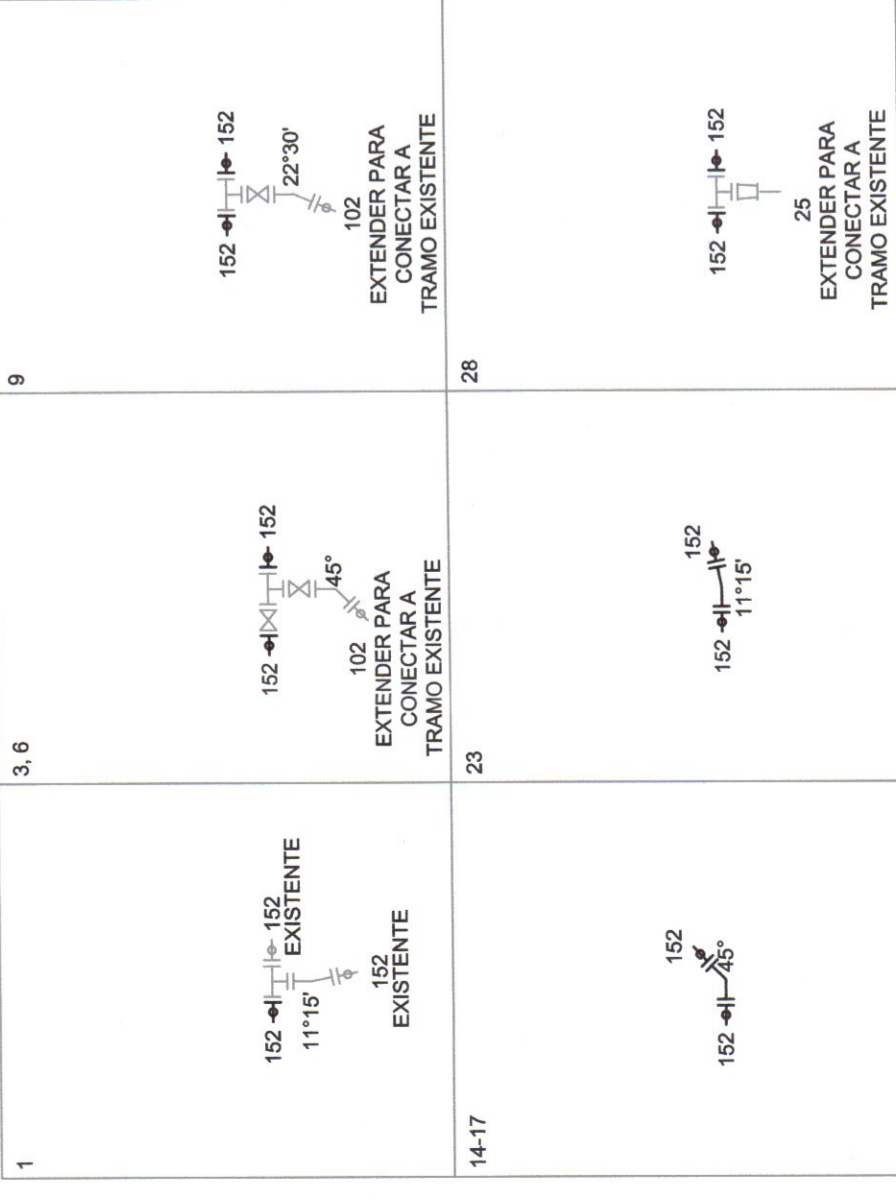 1
152
152
EXISTENTE
11°15'
152
EXISTENTE
3, 6
152
152
45°
102
EXTENDER PARA
CONECTAR A
TRAMO EXISTENTE
9
152
152
22°30'
102
EXTENDER PARA
CONECTAR A
TRAMO EXISTENTE
14-17
152
152
45°
23
152
152
11°15'
28
152
152
25
EXTENDER PARA
CONECTAR A
TRAMO EXISTENTE